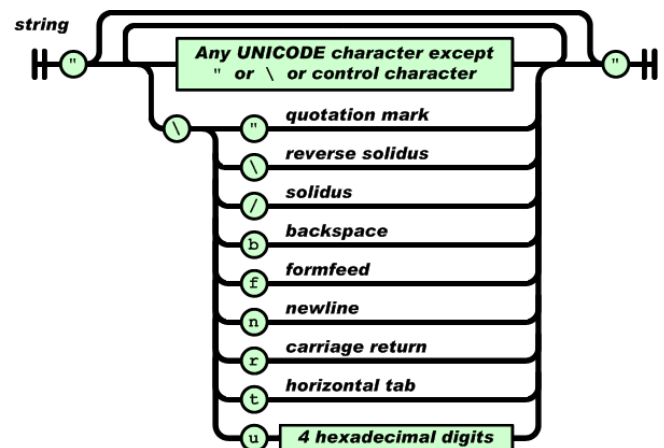 string
" Any UNICODE character except "
" or \ or control character
\ " quotation mark
\ reverse solidus
/ solidus
b backspace
f formfeed
n newline
r carriage return
t horizontal tab
u 4 hexadecimal digits